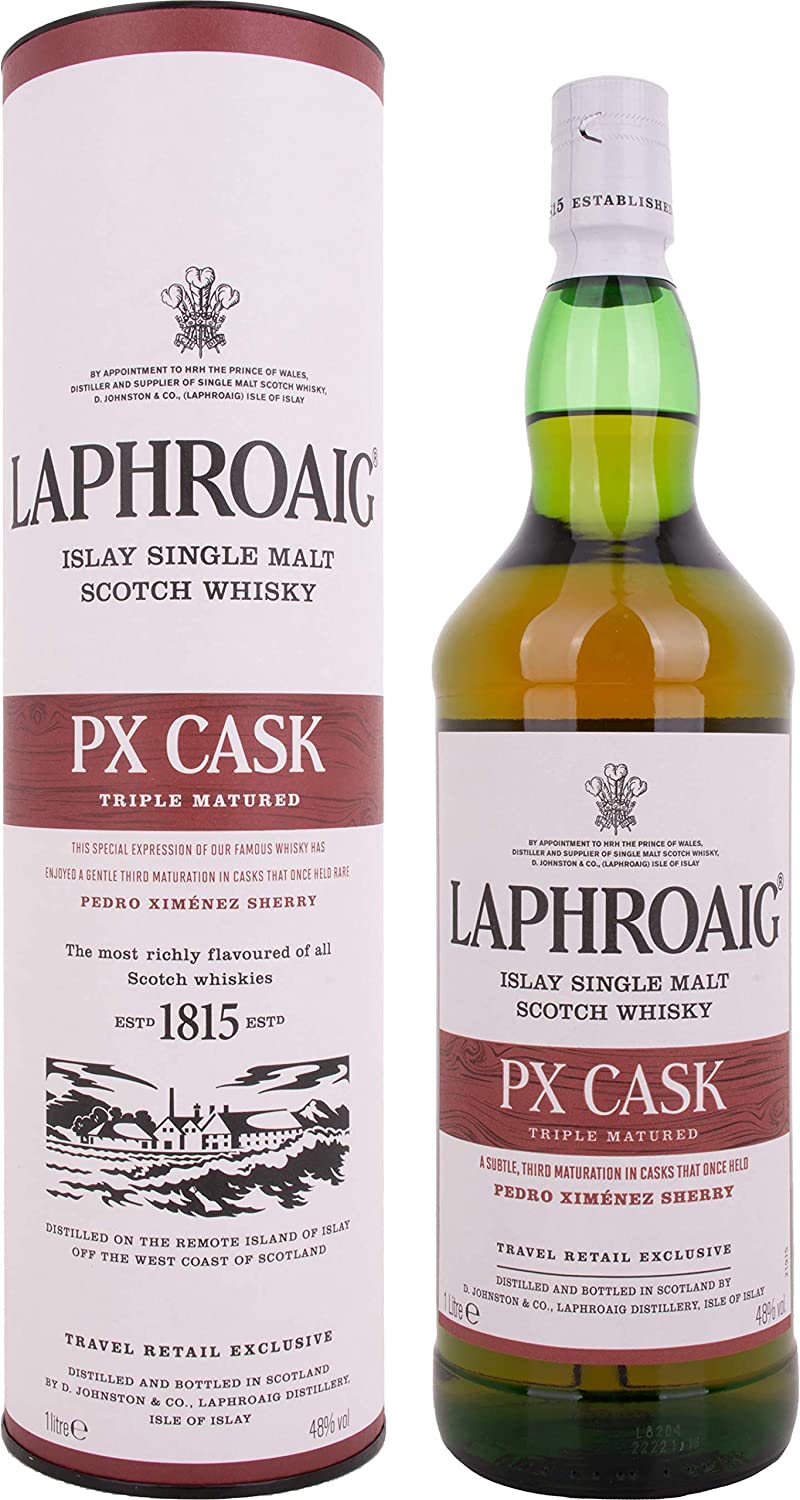 BY APPOINTMENT TO HRH THE PRINCE OF WALES,
DISTILLER AND SUPPLIER OF SINGLE MALT SCOTCH WHISKY,
D. JOHNSTON & CO., (LAPHROAIG) ISLE OF ISLAY
LAPHROAIG®
ISLAY SINGLE MALT
SCOTCH WHISKY
PX CASK
TRIPLE MATURED
THIS SPECIAL EXPRESSION OF OUR FAMOUS WHISKY HAS
ENJOYED A GENTLE THIRD MATURATION IN CASKS THAT ONCE HELD RARE
PEDRO XIMÉNEZ SHERRY
The most richly flavoured of all
Scotch whiskies
ESTD 1815 ESTD
DISTILLED ON THE REMOTE ISLAND OF ISLAY
OFF THE WEST COAST OF SCOTLAND
TRAVEL RETAIL EXCLUSIVE
DISTILLED AND BOTTLED IN SCOTLAND
BY D. JOHNSTON & CO., LAPHROAIG DISTILLERY,
ISLE OF ISLAY
1 litre ℮ 48% vol
15 ESTABLISHED
BY APPOINTMENT TO HRH THE PRINCE OF WALES,
DISTILLER AND SUPPLIER OF SINGLE MALT SCOTCH WHISKY,
D. JOHNSTON & CO., (LAPHROAIG) ISLE OF ISLAY
LAPHROAIG®
ISLAY SINGLE MALT
SCOTCH WHISKY
PX CASK
TRIPLE MATURED
A SUBTLE, THIRD MATURATION IN CASKS THAT ONCE HELD
PEDRO XIMÉNEZ SHERRY
TRAVEL RETAIL EXCLUSIVE
DISTILLED AND BOTTLED IN SCOTLAND BY
D. JOHNSTON & CO., LAPHROAIG DISTILLERY, ISLE OF ISLAY
1 Litre ℮ 48% vol
L8204